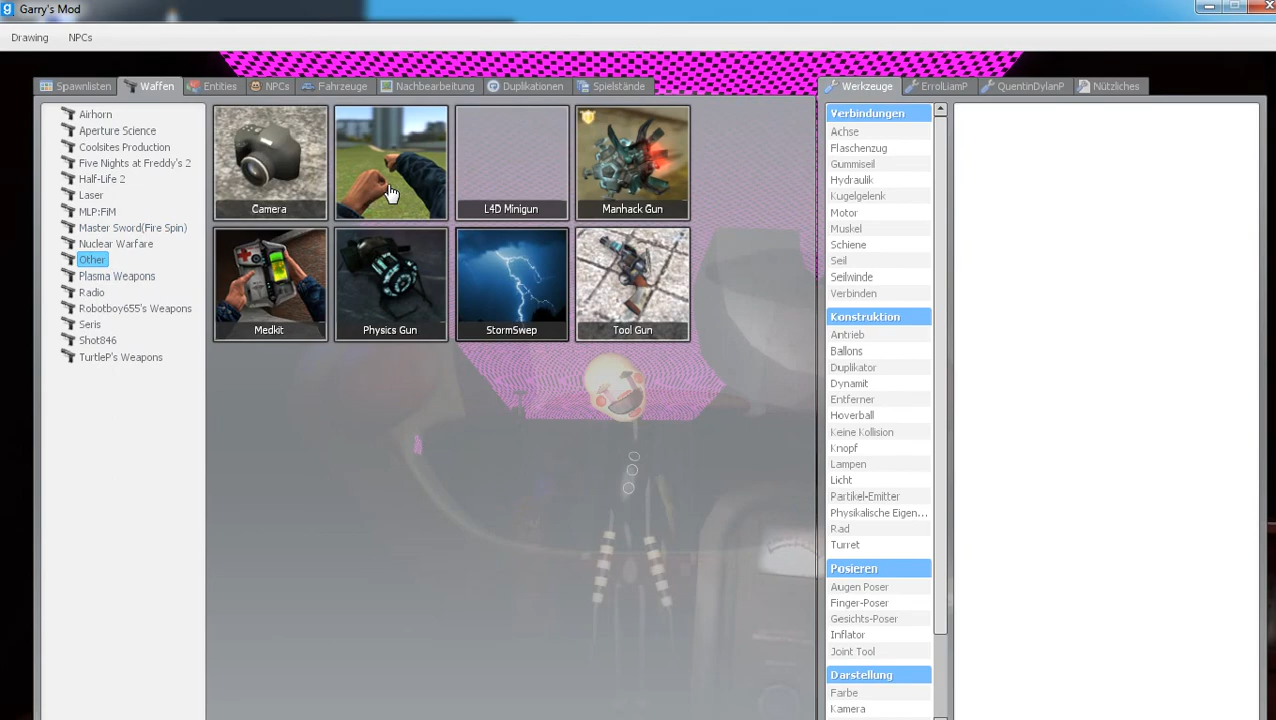 Garry's Mod
Drawing NPCs
Spawnlisten Waffen Entities NPCs Fahrzeuge Nachbearbeitung Duplikationen Spielstände
Werkzeuge ErrolLiamP QuentinDylanP Nützliches
Airhorn
Aperture Science
Coolsites Production
Five Nights at Freddy's 2
Half-Life 2
Laser
MLP:FiM
Master Sword(Fire Spin)
Nuclear Warfare
Other
Plasma Weapons
Radio
Robotboy655's Weapons
Seris
Shot846
TurtleP's Weapons
Camera L4D Minigun Manhack Gun
Medkit Physics Gun StormSwep Tool Gun
Verbindungen
Achse
Flaschenzug
Gummiseil
Hydraulik
Kugelgelenk
Motor
Muskel
Schiene
Seil
Seilwinde
Verbinden
Konstruktion
Antrieb
Ballons
Duplikator
Dynamit
Entferner
Hoverball
Keine Kollision
Knopf
Lampen
Licht
Partikel-Emitter
Physikalische Eigen...
Rad
Turret
Posieren
Augen Poser
Finger-Poser
Gesichts-Poser
Inflator
Joint Tool
Darstellung
Farbe
Kamera